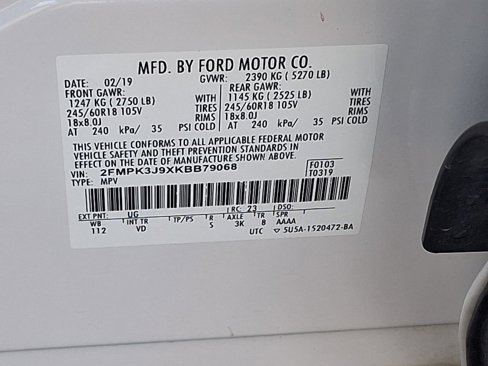 MFD. BY FORD MOTOR CO.
DATE: 02/19 GVWR: 2390 KG ( 5270 LB)
FRONT GAWR: REAR GAWR:
1247 KG ( 2750 LB) WITH 1145 KG ( 2525 LB) WITH
245/60R18 105V TIRES 245/60R18 105V TIRES
18x8.0J RIMS 18x8.0J RIMS
AT 240 kPa/ 35 PSI COLD AT 240 kPa/ 35 PSI COLD
THIS VEHICLE CONFORMS TO ALL APPLICABLE FEDERAL MOTOR
VEHICLE SAFETY AND THEFT PREVENTION STANDARDS IN
EFFECT ON THE DATE OF MANUFACTURE SHOWN ABOVE.
VIN: 2FMPK3J9XKBB79068 F0103
TYPE: MPV T0319
EXT PNT: UG RC: 23 DSO:
WB INT TR TP/PS R AXLE TR SPR
112 VD S 3K 8 AAAA
UTC 5U5A-1520472-BA